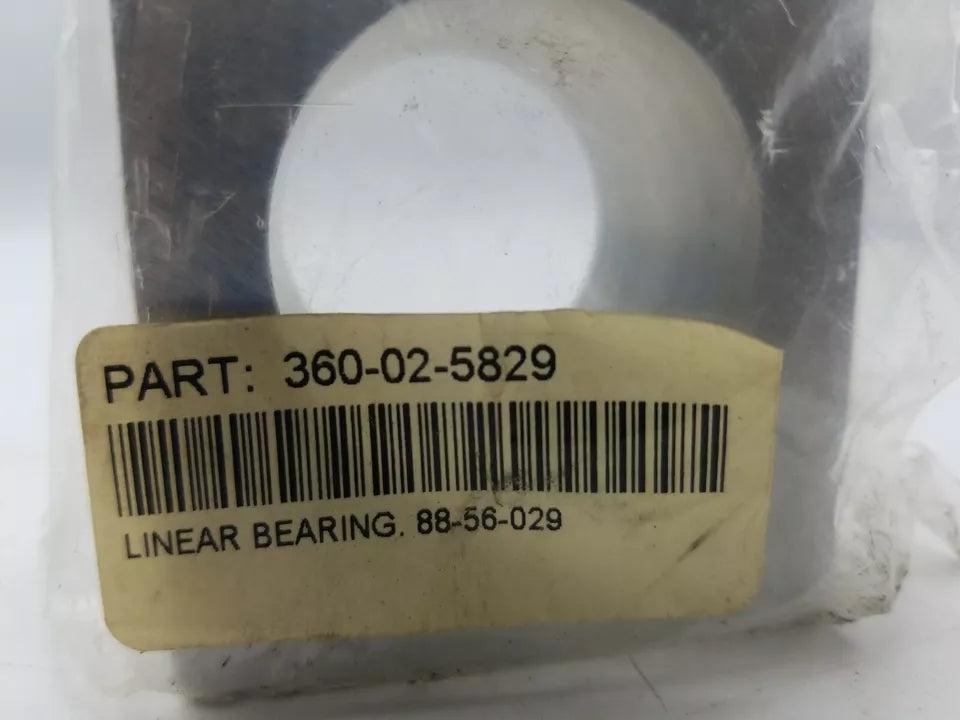 PART: 360-02-5829
LINEAR BEARING. 88-56-029